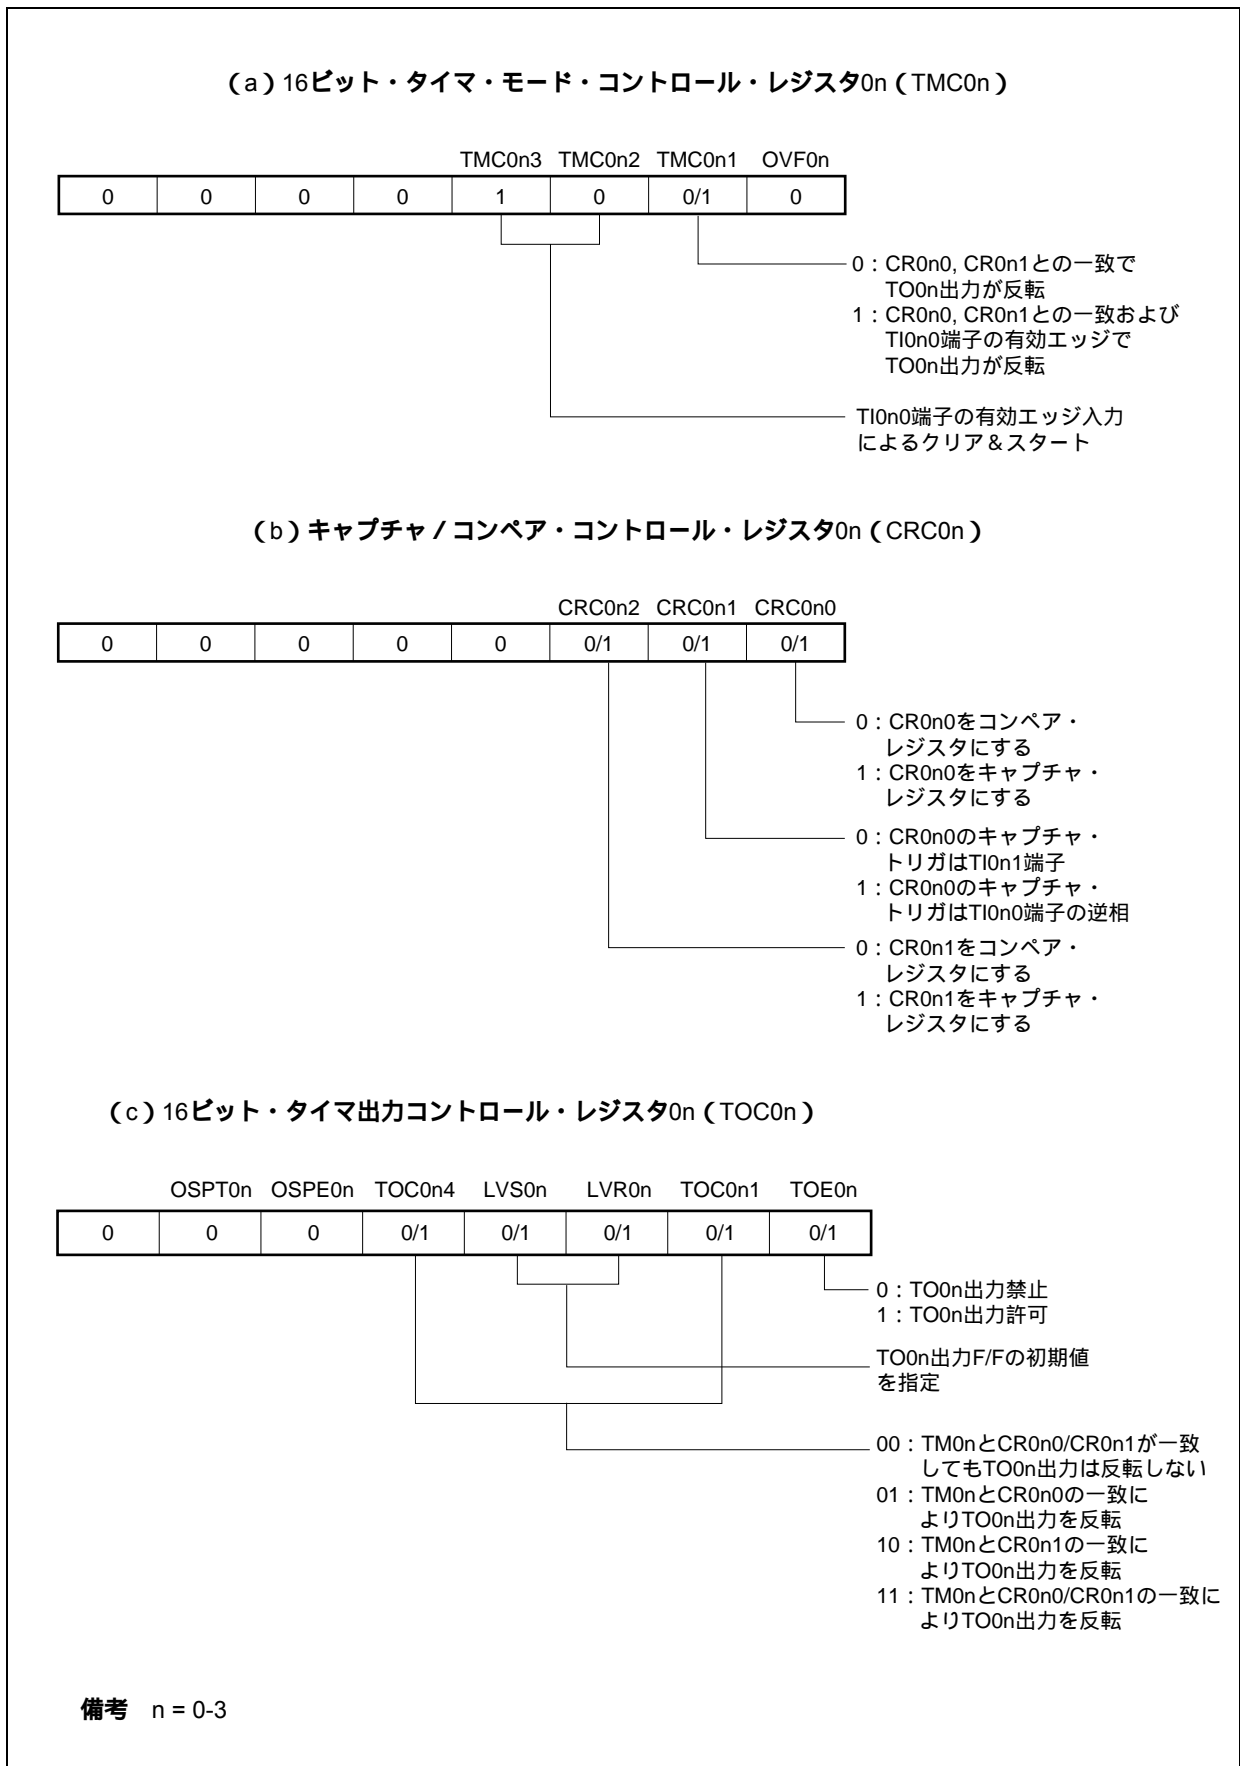 （a）16ビット・タイマ・モード・コントロール・レジスタ0n（TMC0n）
TMC0n3 TMC0n2 TMC0n1 OVF0n
0 0 0 0 1 0 0/1 0
0：CR0n0, CR0n1との一致で
TO0n出力が反転
1：CR0n0, CR0n1との一致および
TI0n0端子の有効エッジで
TO0n出力が反転
TI0n0端子の有効エッジ入力
によるクリア＆スタート
（b）キャプチャ／コンペア・コントロール・レジスタ0n（CRC0n）
CRC0n2 CRC0n1 CRC0n0
0 0 0 0 0 0/1 0/1 0/1
0：CR0n0をコンペア・
レジスタにする
1：CR0n0をキャプチャ・
レジスタにする
0：CR0n0のキャプチャ・
トリガはTI0n1端子
1：CR0n0のキャプチャ・
トリガはTI0n0端子の逆相
0：CR0n1をコンペア・
レジスタにする
1：CR0n1をキャプチャ・
レジスタにする
（c）16ビット・タイマ出力コントロール・レジスタ0n（TOC0n）
OSPT0n OSPE0n TOC0n4 LVS0n LVR0n TOC0n1 TOE0n
0 0 0 0/1 0/1 0/1 0/1 0/1
0：TO0n出力禁止
1：TO0n出力許可
TO0n出力F/Fの初期値
を指定
00：TM0nとCR0n0/CR0n1が一致
してもTO0n出力は反転しない
01：TM0nとCR0n0の一致に
よりTO0n出力を反転
10：TM0nとCR0n1の一致に
よりTO0n出力を反転
11：TM0nとCR0n0/CR0n1の一致に
よりTO0n出力を反転
備考 n = 0-3